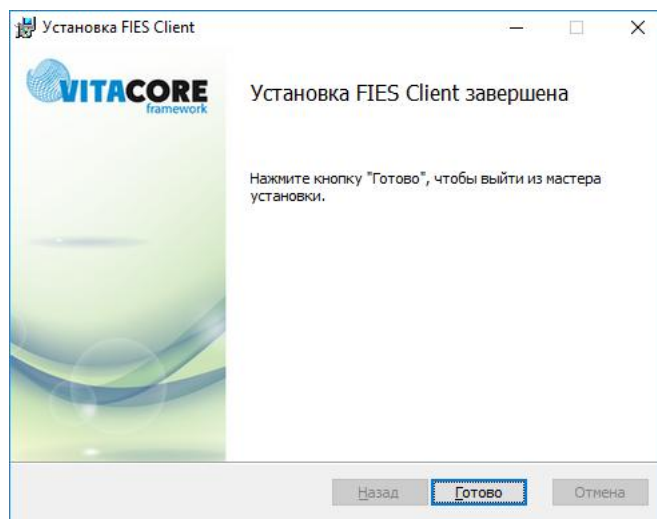 Установка FIES Client
VITACORE
framework
Установка FIES Client завершена
Нажмите кнопку "Готово", чтобы выйти из мастера
установки.
Назад
Готово
Отмена